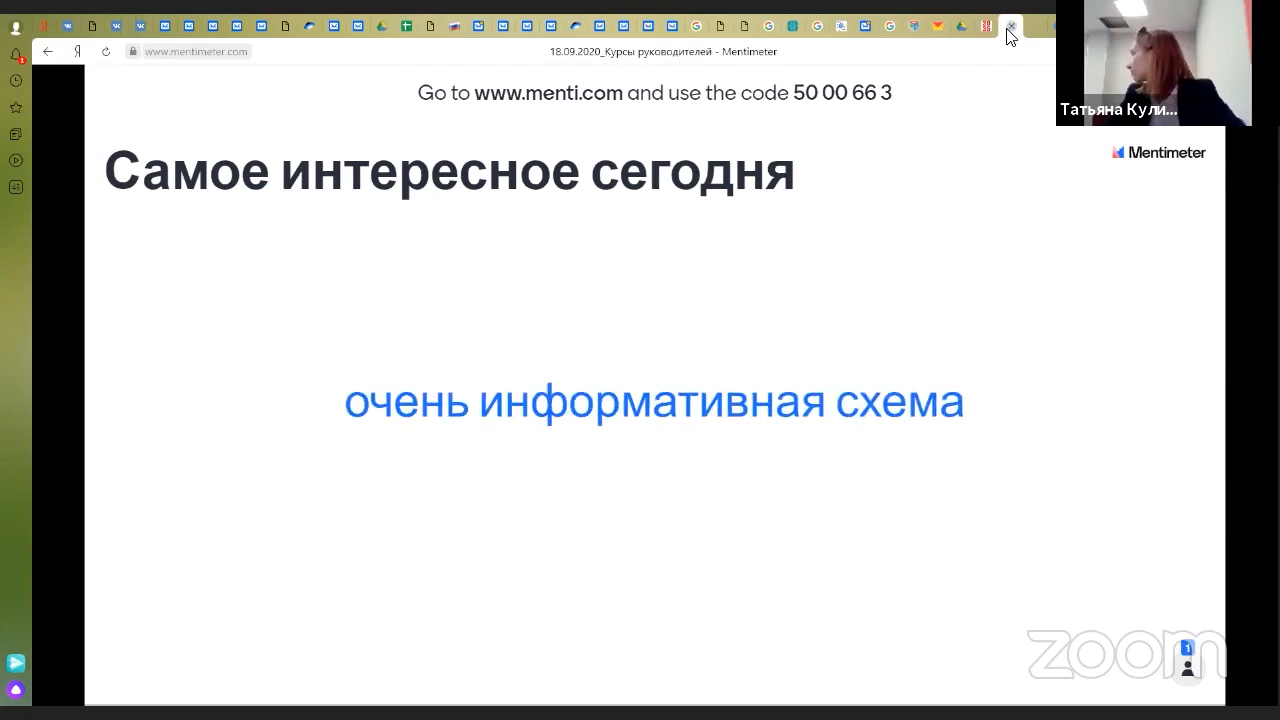 www.mentimeter.com
18.09.2020_Курсы руководителей - Mentimeter
Go to www.menti.com and use the code 50 00 66 3
Татьяна Кули...
Mentimeter
Самое интересное сегодня
очень информативная схема
zoom
1